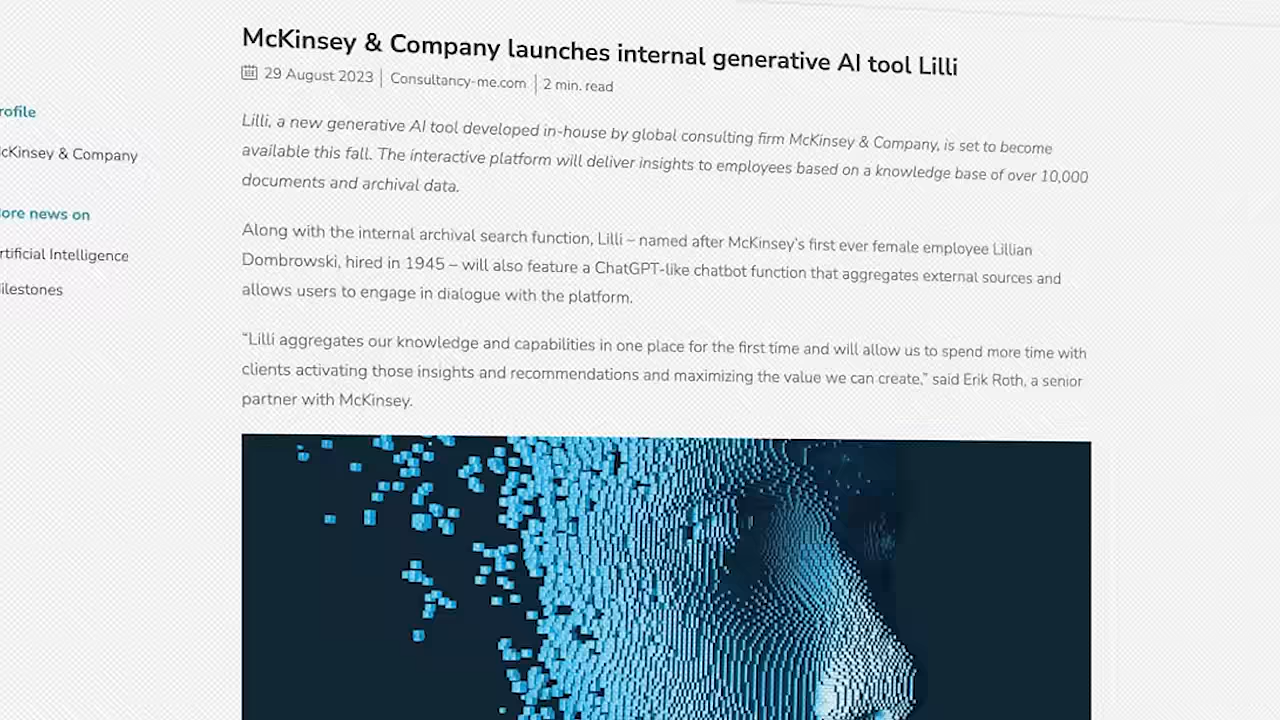 McKinsey & Company launches internal generative AI tool Lilli
29 August 2023 | Consultancy-me.com | 2 min. read
rofile
cKinsey & Company
ore news on
rtificial Intelligence
ilestones
Lilli, a new generative AI tool developed in-house by global consulting firm McKinsey & Company, is set to become
available this fall. The interactive platform will deliver insights to employees based on a knowledge base of over 10,000
documents and archival data.
Along with the internal archival search function, Lilli – named after McKinsey's first ever female employee Lillian
Dombrowski, hired in 1945 – will also feature a ChatGPT-like chatbot function that aggregates external sources and
allows users to engage in dialogue with the platform.
“Lilli aggregates our knowledge and capabilities in one place for the first time and will allow us to spend more time with
clients activating those insights and recommendations and maximizing the value we can create,” said Erik Roth, a senior
partner with McKinsey.